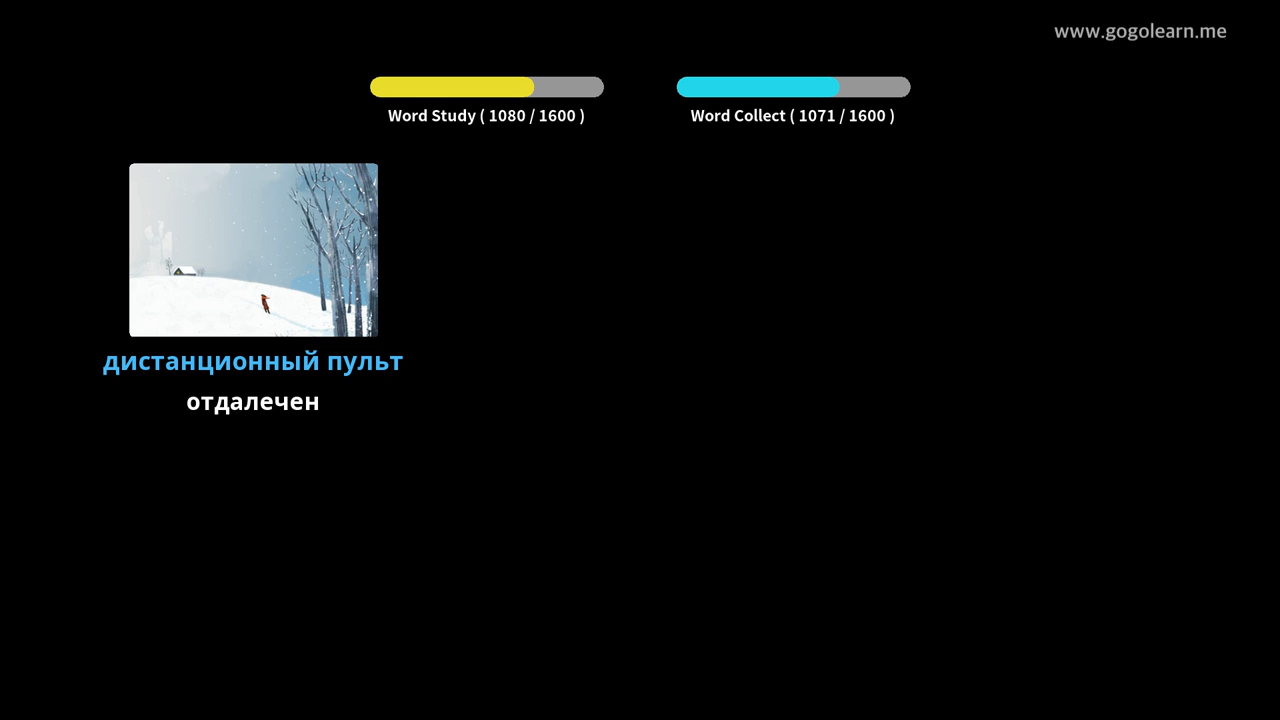 www.gogolearn.me
Word Study ( 1080 / 1600 )
Word Collect ( 1071 / 1600 )
дистанционный пульт
отдалечен